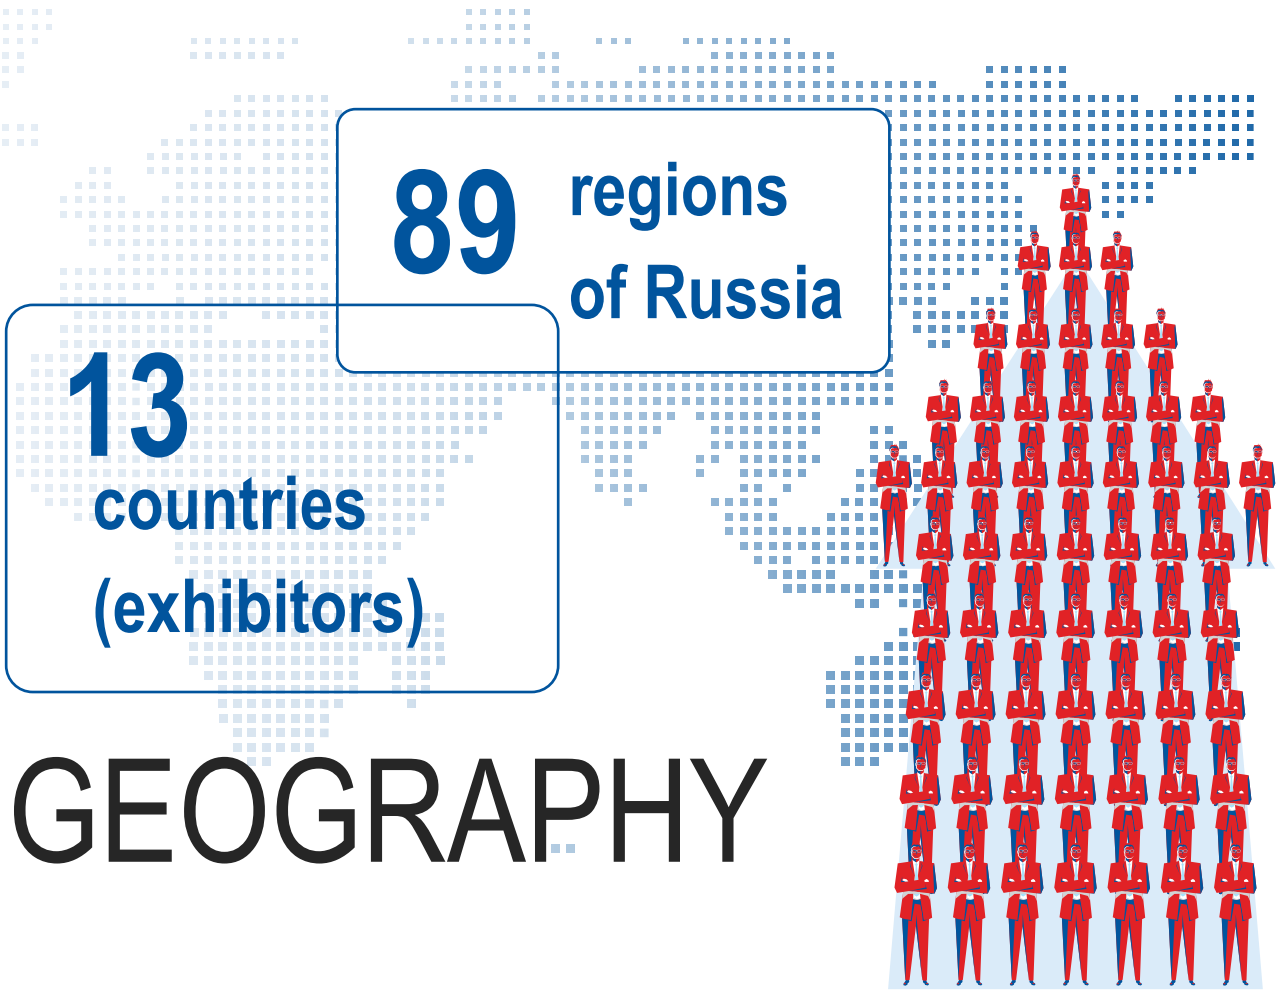 89 regions
of Russia
13
countries
(exhibitors)
GEOGRAPHY